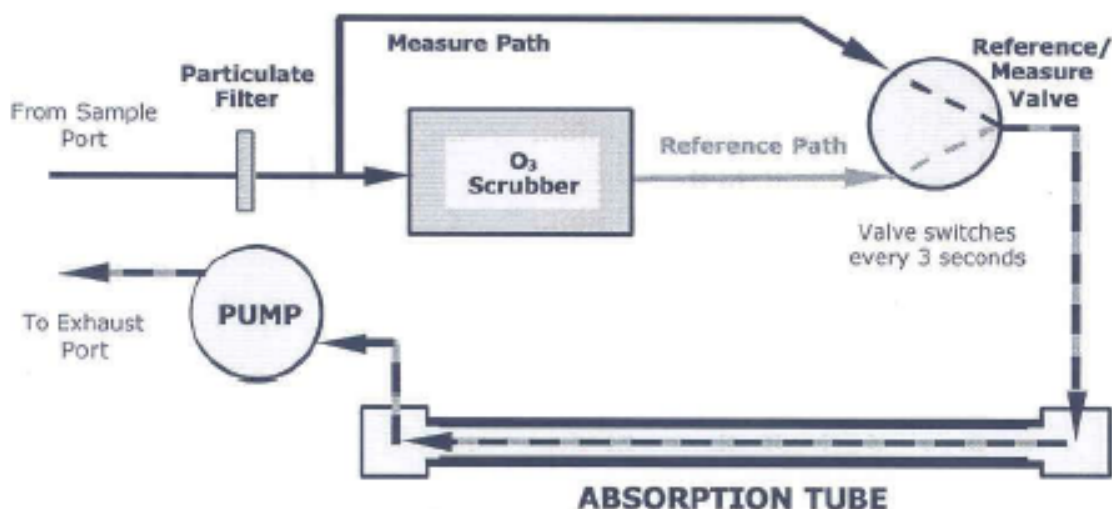 Measure Path
Reference/
Measure
Valve
Particulate
Filter
From Sample
Port
O₃
Scrubber
Reference Path
Valve switches
every 3 seconds
PUMP
To Exhaust
Port
ABSORPTION TUBE